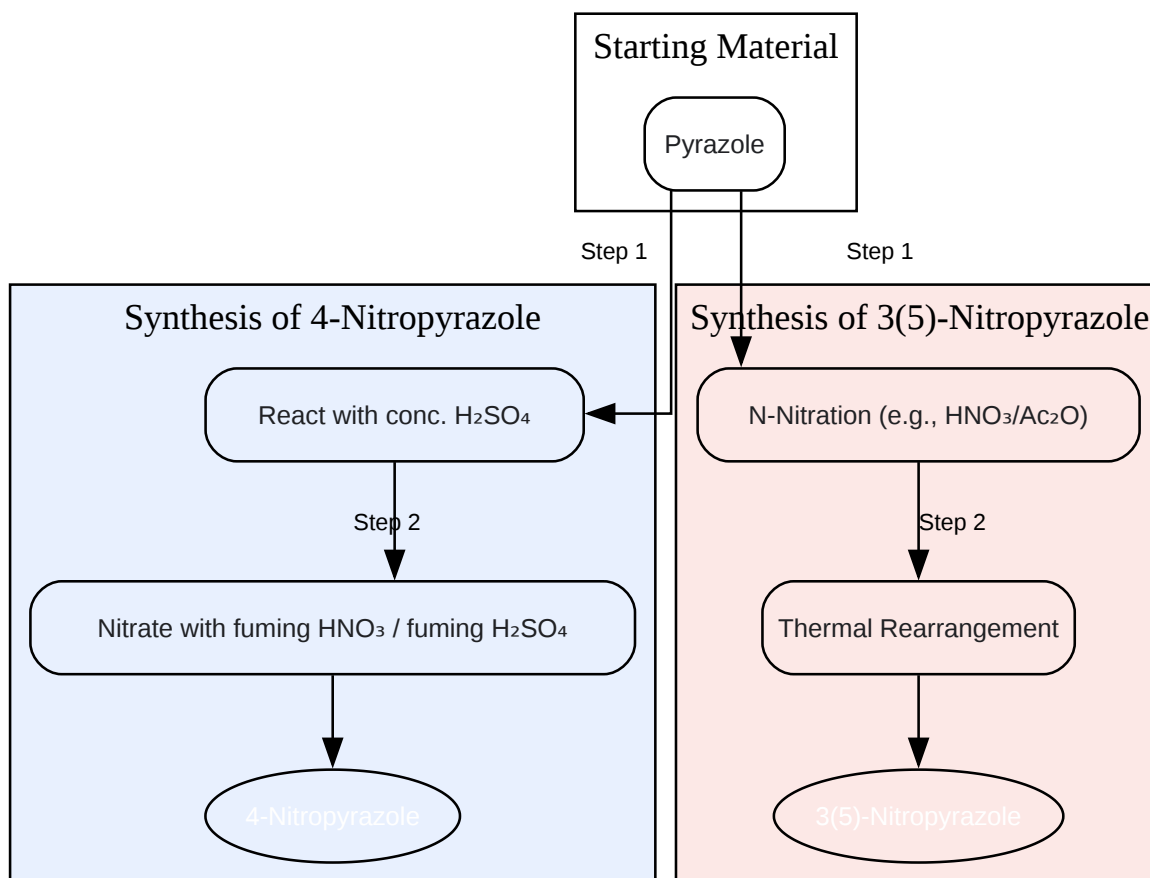 Starting Material
Pyrazole
Step 1
Step 1
Synthesis of 4-Nitropyrazole
Synthesis of 3(5)-Nitropyrazole
React with conc. H₂SO₄
N-Nitration (e.g., HNO₃/Ac₂O)
Step 2
Step 2
Nitrate with fuming HNO₃ / fuming H₂SO₄
Thermal Rearrangement
4-Nitropyrazole
3(5)-Nitropyrazole